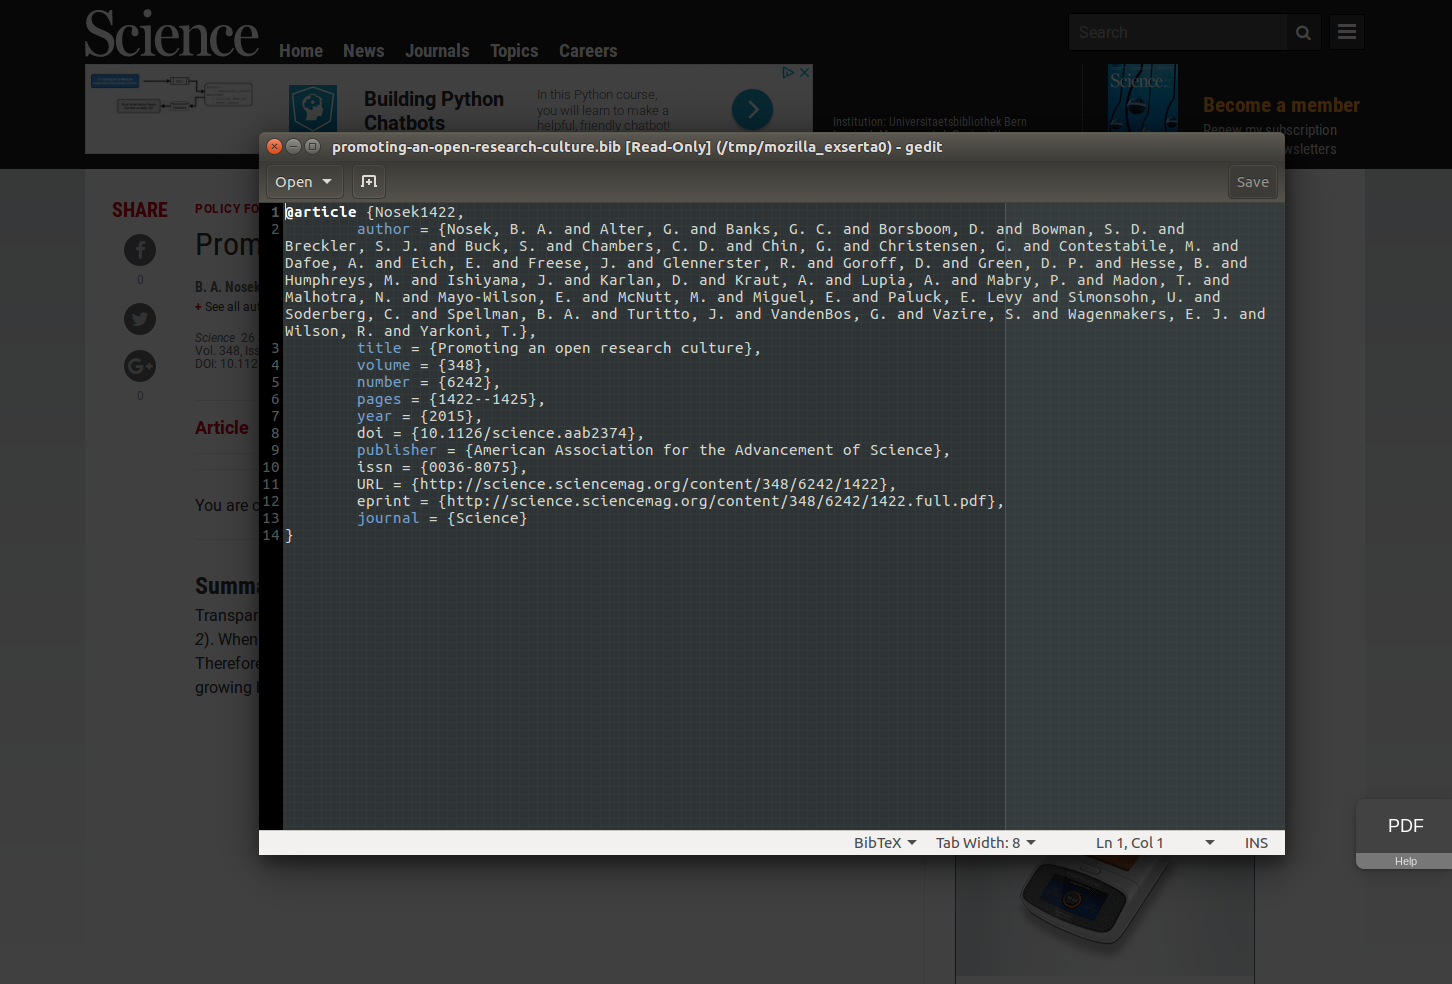 Science
Home News Journals Topics Careers
Search
Building Python
Chatbots
In this Python course,
you will learn to make a
helpful, friendly chatbot!
Institution: Universitaetsbibliothek Bern
Science
Become a member
Renew my subscription
wsletters
promoting-an-open-research-culture.bib [Read-Only] (/tmp/mozilla_exserta0) - gedit
Open
Save
1 @article {Nosek1422,
2 author = {Nosek, B. A. and Alter, G. and Banks, G. C. and Borsboom, D. and Bowman, S. D. and
Breckler, S. J. and Buck, S. and Chambers, C. D. and Chin, G. and Christensen, G. and Contestabile, M. and
Dafoe, A. and Eich, E. and Freese, J. and Glennerster, R. and Goroff, D. and Green, D. P. and Hesse, B. and
Humphreys, M. and Ishiyama, J. and Karlan, D. and Kraut, A. and Lupia, A. and Mabry, P. and Madon, T. and
Malhotra, N. and Mayo-Wilson, E. and McNutt, M. and Miguel, E. and Paluck, E. Levy and Simonsohn, U. and
Soderberg, C. and Spellman, B. A. and Turitto, J. and VandenBos, G. and Vazire, S. and Wagenmakers, E. J. and
Wilson, R. and Yarkoni, T.},
3 title = {Promoting an open research culture},
4 volume = {348},
5 number = {6242},
6 pages = {1422--1425},
7 year = {2015},
8 doi = {10.1126/science.aab2374},
9 publisher = {American Association for the Advancement of Science},
10 issn = {0036-8075},
11 URL = {http://science.sciencemag.org/content/348/6242/1422},
12 eprint = {http://science.sciencemag.org/content/348/6242/1422.full.pdf},
13 journal = {Science}
14 }
BibTeX Tab Width: 8 Ln 1, Col 1 INS
SHARE
0
0
POLICY FO
Prom
B. A. Nosek
+ See all aut
Science 26
Vol. 348, Iss
DOI: 10.112
Article
You are c
Summa
Transpar
2). When
Therefore
growing b
PDF
Help